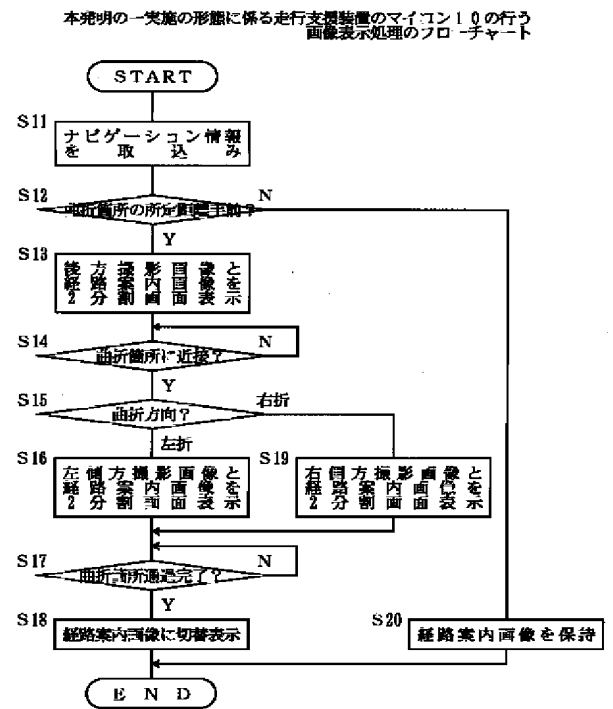 本発明の一実施の形態に係る走行支援装置のマイコン10の行う
画像表示処理のフローチャート
START
S11
ナビゲーション情報
を取込み
S12
曲折箇所の所定距離手前?
N
Y
S13
後方撮影画像と
経路案内画像を
2分割画面表示
S14
曲折箇所に近接?
N
Y
S15
曲折方向?
右折
左折
S16
左側方撮影画像と
経路案内画像を
2分割画面表示
S19
右側方撮影画像と
経路案内画像を
2分割画面表示
S17
曲折箇所通過完了?
N
Y
S18
経路案内画像に切替表示
S20
経路案内画像を保持
END